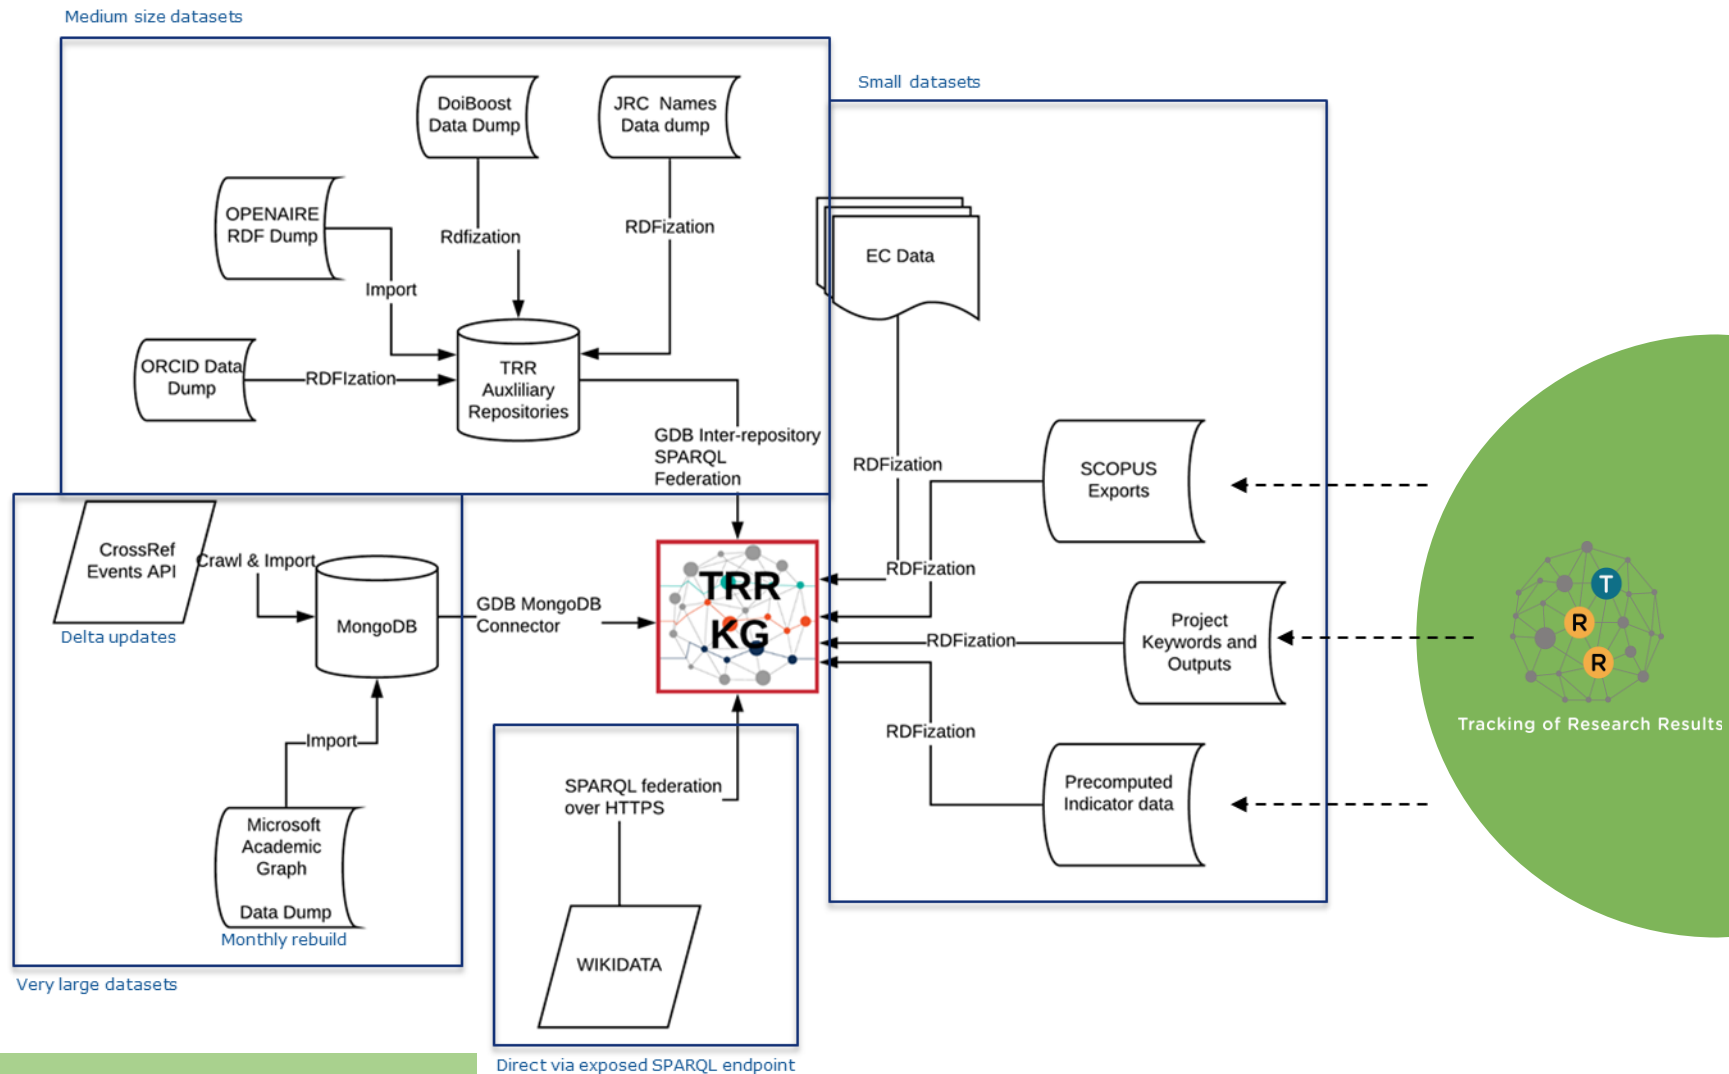 Medium size datasets
Small datasets
DoiBoost
Data Dump
JRC Names
Data dump
OPENAIRE
RDF Dump
Rdfization
RDFization
EC Data
Import
ORCID Data
Dump
RDFIzation
TRR
Auxliliary
Repositories
GDB Inter-repository
SPARQL
Federation
RDFization
SCOPUS
Exports
CrossRef
Events API
Crawl & Import
Delta updates
MongoDB
GDB MongoDB
Connector
TRR
KG
RDFization
RDFization
Project
Keywords and
Outputs
T
R
R
Tracking of Research Results
RDFization
Import
SPARQL federation
over HTTPS
Precomputed
Indicator data
Microsoft
Academic
Graph
Data Dump
Monthly rebuild
WIKIDATA
Very large datasets
Direct via exposed SPARQL endpoint